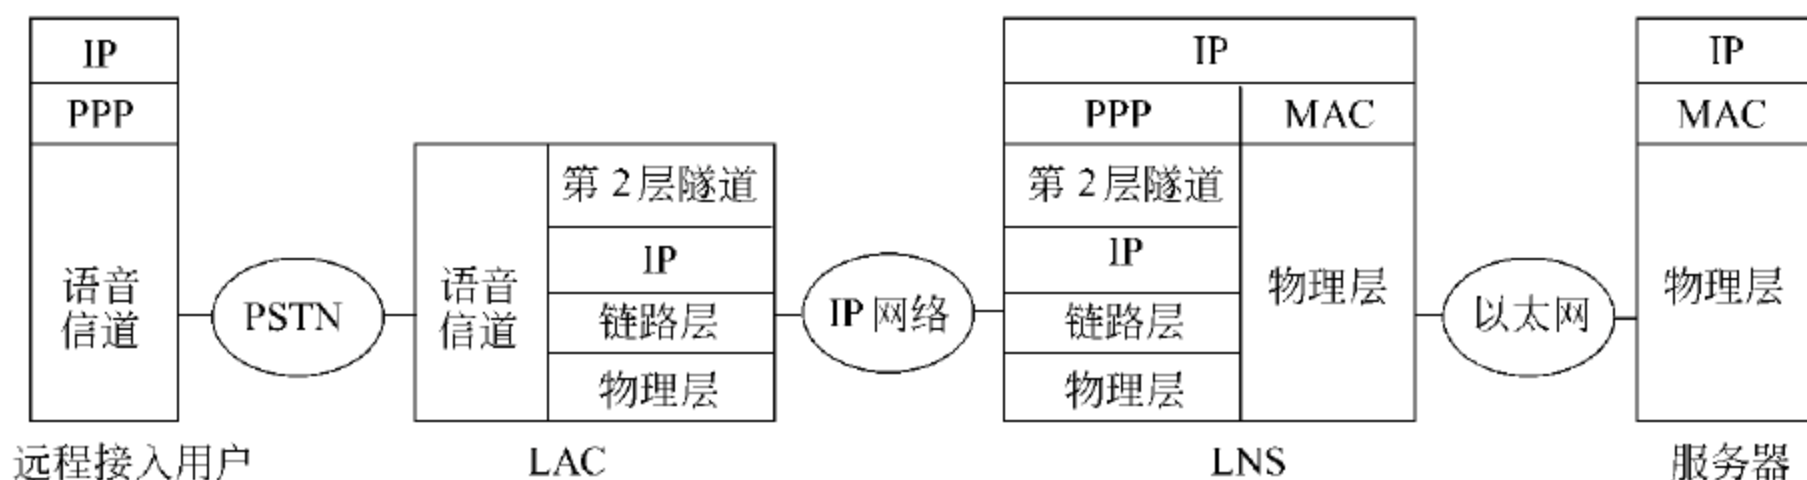 IP
PPP
语音
信道
远程接入用户
PSTN
语音
信道
第2层隧道
IP
链路层
物理层
LAC
IP 网络
IP
PPP
MAC
第2层隧道
IP
链路层
物理层
物理层
LNS
以太网
IP
MAC
物理层
服务器